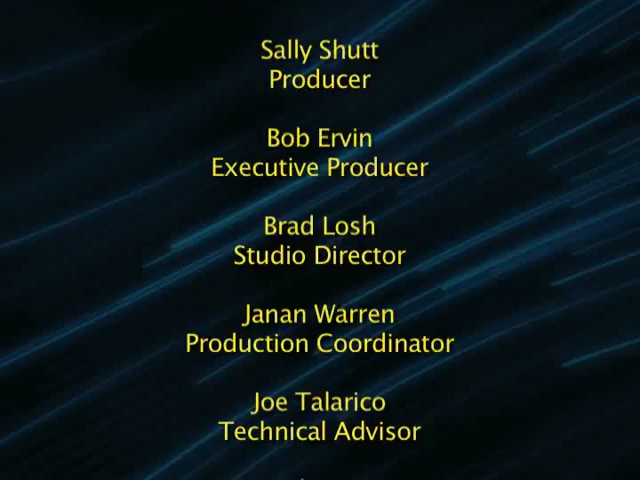 Sally Shutt
Producer
Bob Ervin
Executive Producer
Brad Losh
Studio Director
Janan Warren
Production Coordinator
Joe Talarico
Technical Advisor